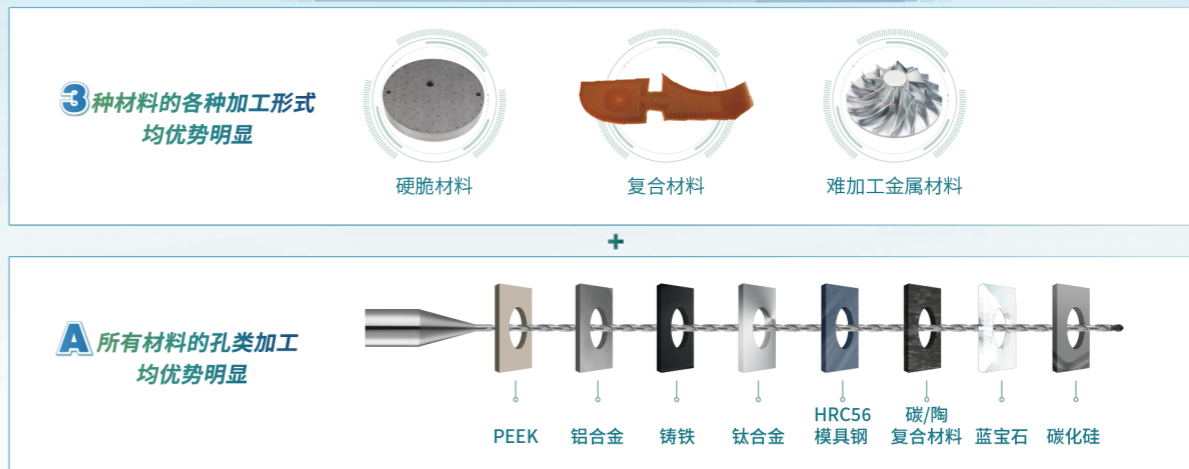 3种材料的各种加工形式
均优势明显
硬脆材料
复合材料
难加工金属材料
+
A所有材料的孔类加工
均优势明显
PEEK
铝合金
铸铁
钛合金
HRC56
模具钢
碳/陶
复合材料
蓝宝石
碳化硅